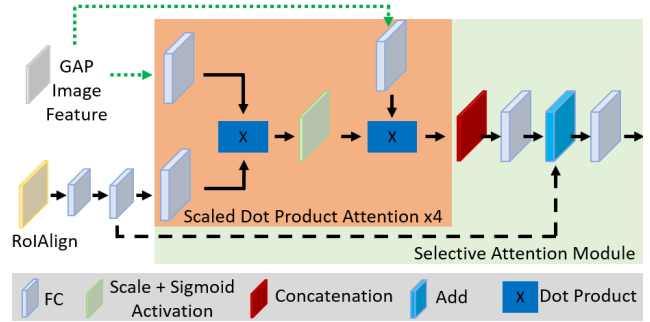 GAP
Image
Feature
X
X
RoIAlign
Scaled Dot Product Attention x4
Selective Attention Module
FC
Scale + Sigmoid
Activation
Concatenation
Add
X
Dot Product